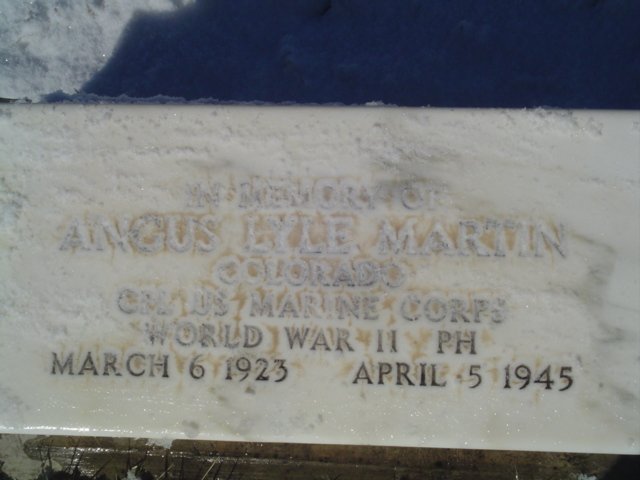 IN MEMORY OF
ANGUS LYLE MARTIN
COLORADO
CPL US MARINE CORPS
WORLD WAR II PH
MARCH 6 1923 APRIL 5 1945